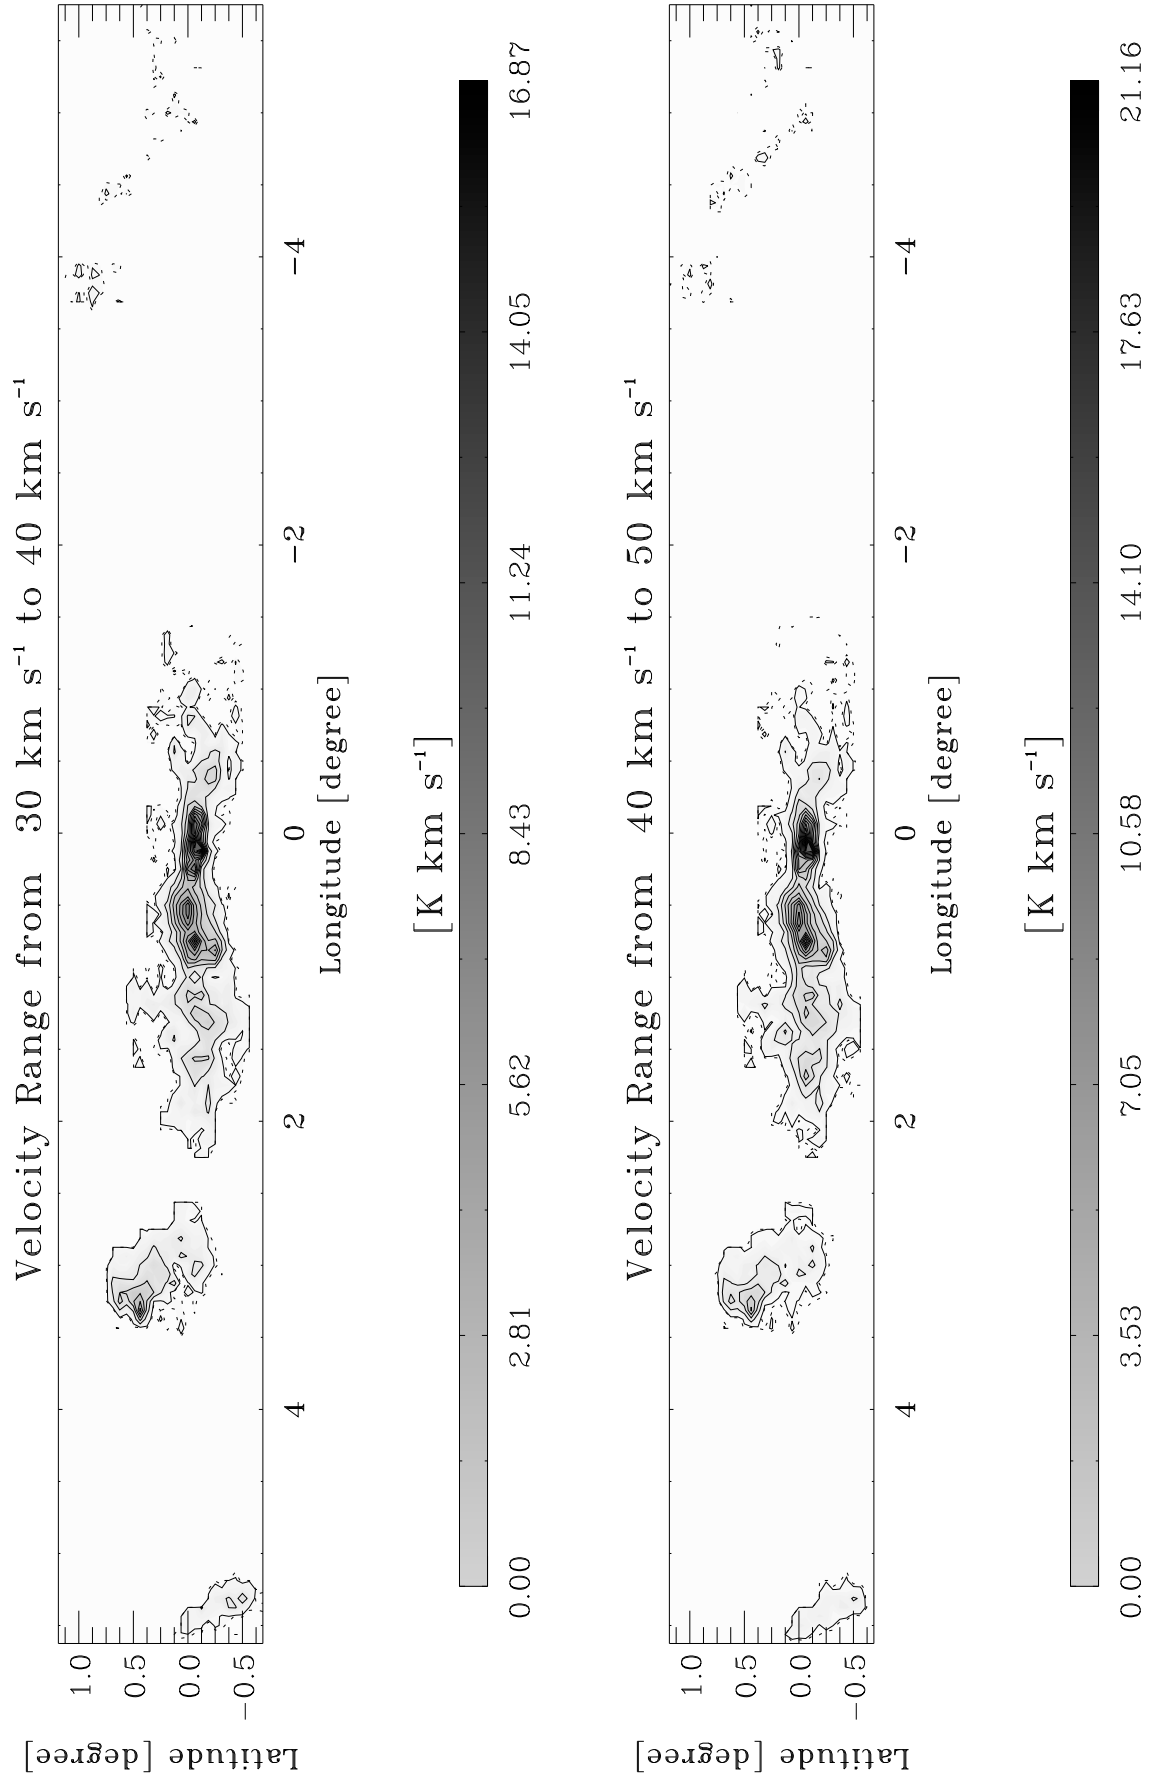 Velocity Range from 30 km s⁻¹ to 40 km s⁻¹
Latitude [degree]
1.0
0.5
0.0
−0.5
4
2
0
−2
−4
Longitude [degree]
[K km s⁻¹]
0.00 2.81 5.62 8.43 11.24 14.05 16.87
Velocity Range from 40 km s⁻¹ to 50 km s⁻¹
Latitude [degree]
1.0
0.5
0.0
−0.5
4
2
0
−2
−4
Longitude [degree]
[K km s⁻¹]
0.00 3.53 7.05 10.58 14.10 17.63 21.16